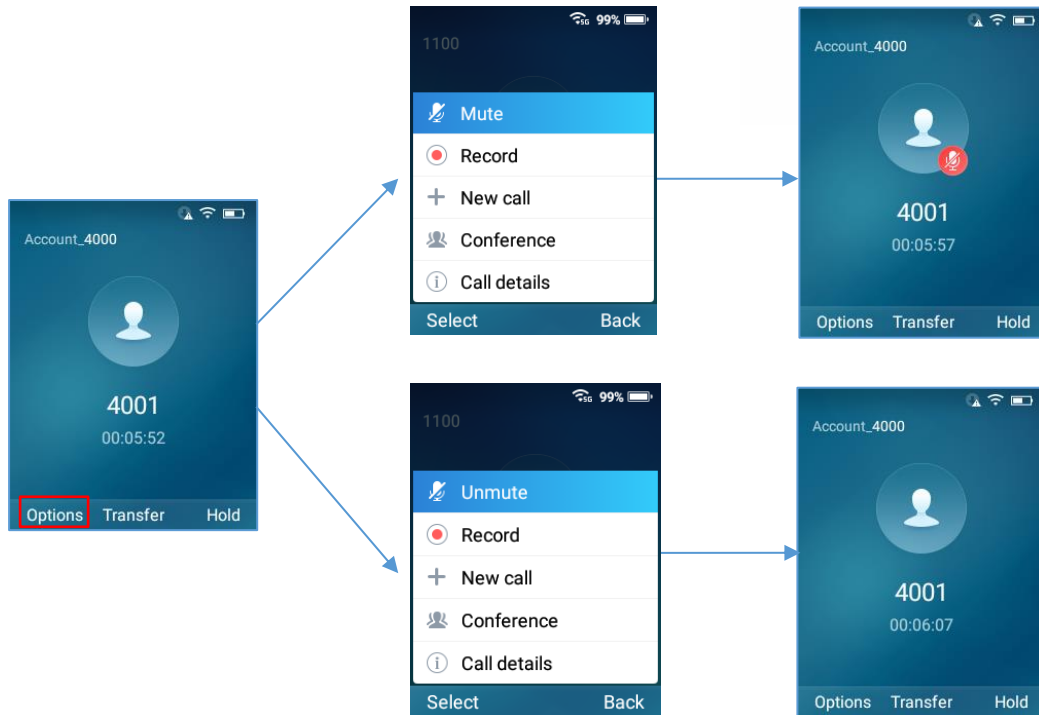 Account_4000
4001
00:05:52
Options Transfer Hold
5G 99%
1100
Mute
Record
New call
Conference
Call details
Select Back
Account_4000
4001
00:05:57
Options Transfer Hold
5G 99%
1100
Unmute
Record
New call
Conference
Call details
Select Back
Account_4000
4001
00:06:07
Options Transfer Hold